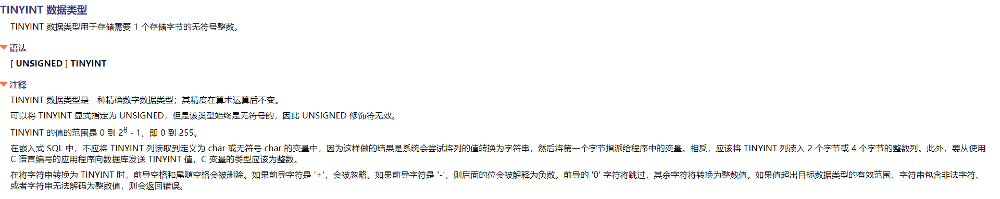 TINYINT 数据类型
TINYINT 数据类型用于存储需要 1 个存储字节的无符号整数。
语法
[ UNSIGNED ] TINYINT
注释
TINYINT 数据类型是一种精确数字数据类型；其精度在算术运算后不变。
可以将 TINYINT 显式指定为 UNSIGNED，但是该类型始终是无符号的，因此 UNSIGNED 修饰符无效。
TINYINT 的值的范围是 0 到 2⁸ - 1，即 0 到 255。
在嵌入式 SQL 中，不应将 TINYINT 列读取到定义为 char 或无符号 char 的变量中，因为这样做的结果是系统会尝试将列的值转换为字符串，然后将第一个字节指派给程序中的变量。相反，应该将 TINYINT 列读入 2 个字节或 4 个字节的整数列。此外，要从使用
C 语言编写的应用程序向数据库发送 TINYINT 值，C 变量的类型应该为整数。
在将字符串转换为 TINYINT 时，前导空格和尾随空格会被删除。如果前导字符是 '+'，会被忽略。如果前导字符是 '-'，则后面的位会被解释为负数。前导的 '0' 字符将跳过，其余字符将转换为整数值。如果值超出目标数据类型的有效范围、字符串包含非法字符、
或者字符串无法解码为整数值，则会返回错误。